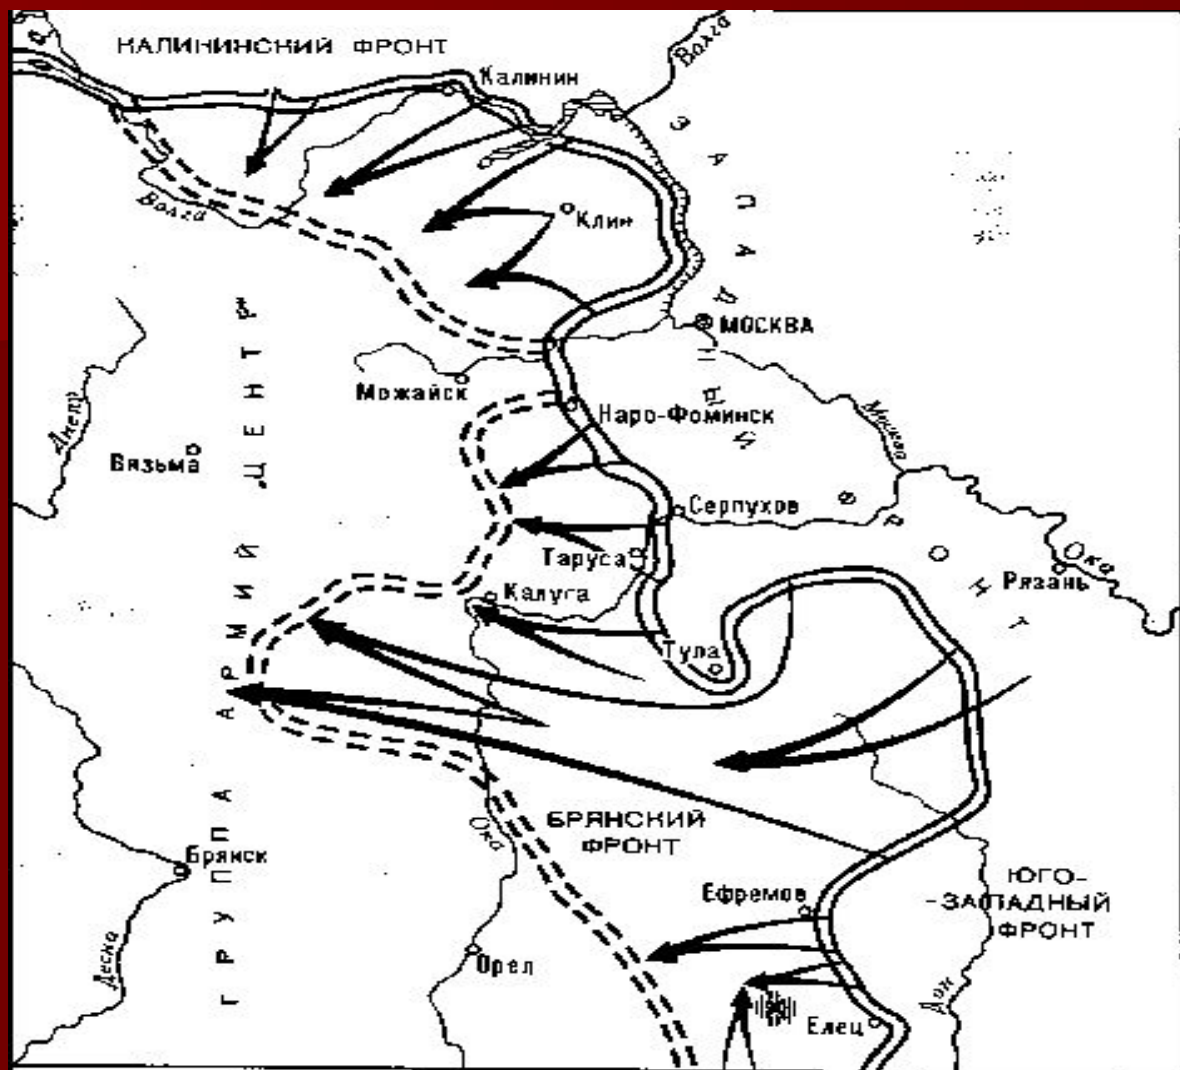 КАЛИНИНСКИЙ ФРОНТ
Волга
Калинин
ЗАПАДНЫЙ ФРОНТ
Волга
Клин
МОСКВА
Можайск
Наро-Фоминск
Москва
Днепр
Вязьма
ГРУППА АРМИЙ „ЦЕНТР"
Серпухов
Таруса
Ока
Рязань
Калуга
Тула
БРЯНСКИЙ
ФРОНТ
Ока
Брянск
Ефремов
ЮГО-
-ЗАПАДНЫЙ
ФРОНТ
Десна
Орел
Дон
Елец